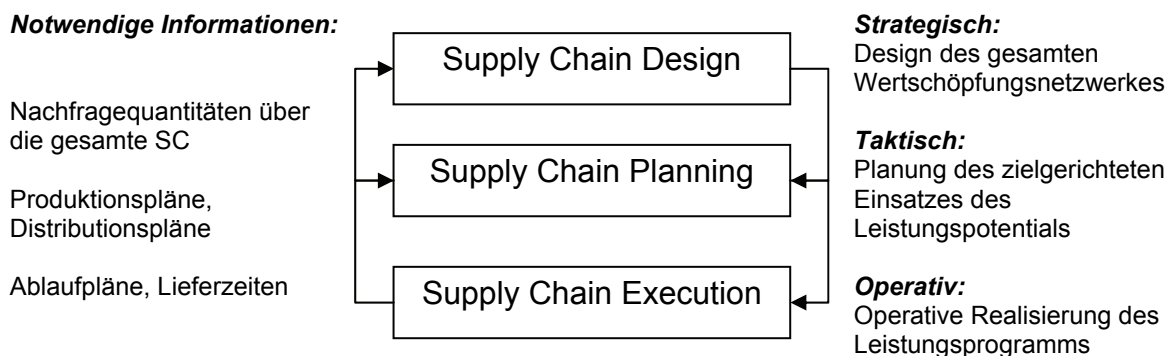 Notwendige Informationen:
Nachfragequantitäten über
die gesamte SC
Produktionspläne,
Distributionspläne
Ablaufpläne, Lieferzeiten
Supply Chain Design
Supply Chain Planning
Supply Chain Execution
Strategisch:
Design des gesamten
Wertschöpfungsnetzwerkes
Taktisch:
Planung des zielgerichteten
Einsatzes des
Leistungspotentials
Operativ:
Operative Realisierung des
Leistungsprogramms